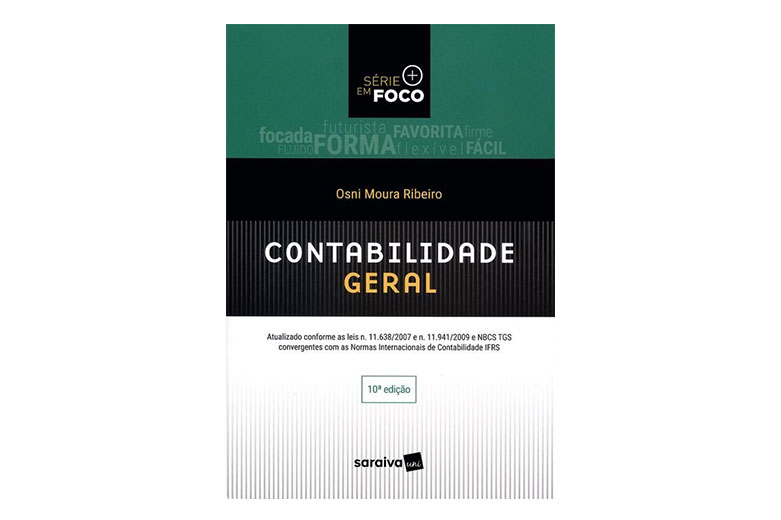 SÉRIE
EM FOCO
futurista
focada FAVORITA firme
FLUIDO FORMA flexível FÁCIL
Osni Moura Ribeiro
CONTABILIDADE
GERAL
Atualizado conforme as leis n. 11.638/2007 e n. 11.941/2009 e NBCS TGS
convergentes com as Normas Internacionais de Contabilidade IFRS
10ª edição
saraiva uni